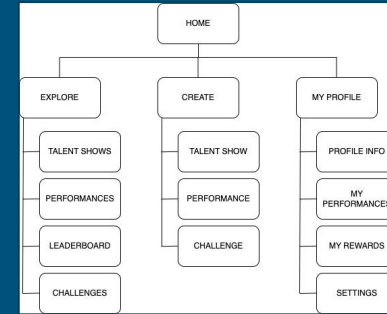 HOME
EXPLORE
CREATE
MY PROFILE
TALENT SHOWS
TALENT SHOW
PROFILE INFO
PERFORMANCES
PERFORMANCE
MY
PERFORMANCES
LEADERBOARD
CHALLENGE
MY REWARDS
CHALLENGES
SETTINGS